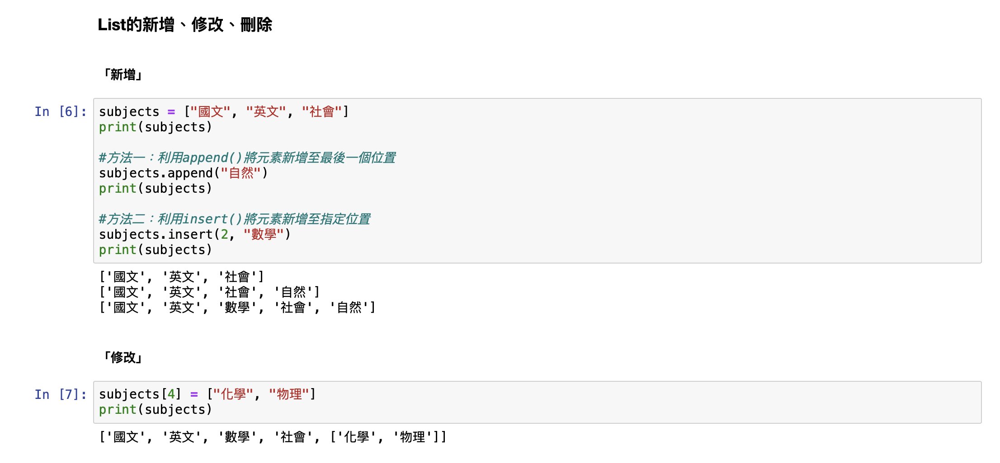 List的新增、修改、刪除
「新增」
In [6]: subjects = ["國文", "英文", "社會"]
print(subjects)
#方法一：利用append()將元素新增至最後一個位置
subjects.append("自然")
print(subjects)
#方法二：利用insert()將元素新增至指定位置
subjects.insert(2, "數學")
print(subjects)
['國文', '英文', '社會']
['國文', '英文', '社會', '自然']
['國文', '英文', '數學', '社會', '自然']
「修改」
In [7]: subjects[4] = ["化學", "物理"]
print(subjects)
['國文', '英文', '數學', '社會', ['化學', '物理']]